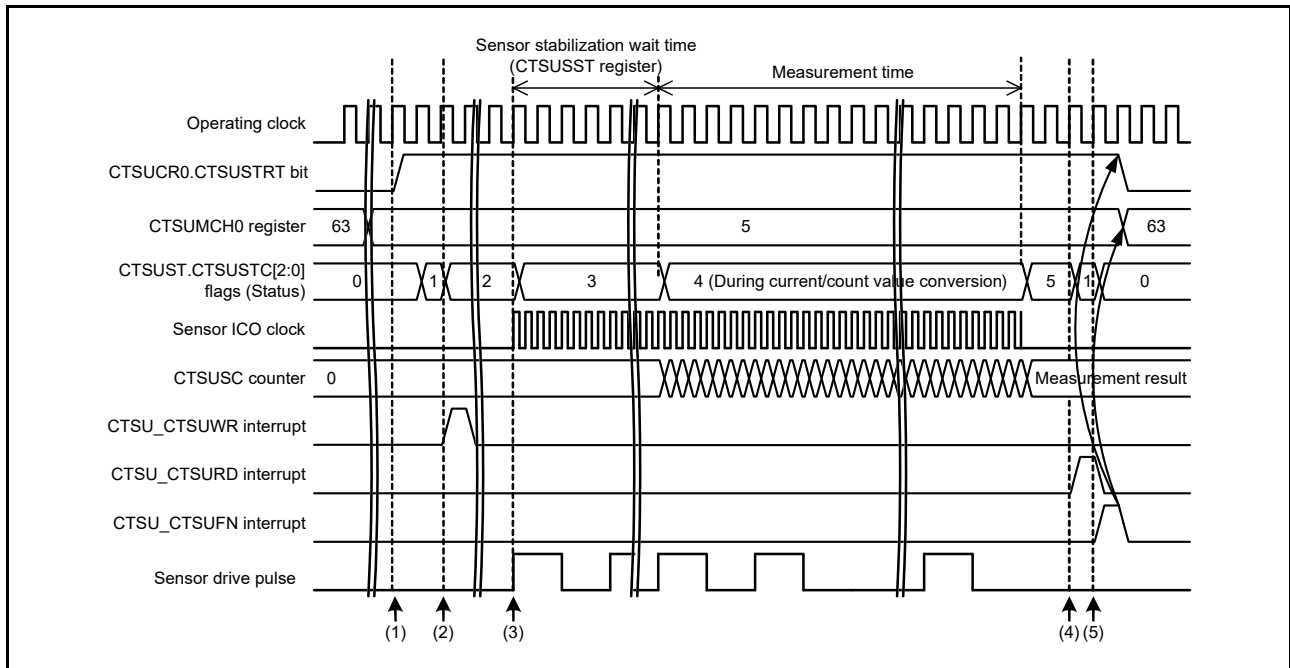 Sensor stabilization wait time
(CTSUSST register)
Measurement time
Operating clock
CTSUCR0.CTSUSTRT bit
CTSUMCH0 register
63
5
63
CTSUST.CTSUSTC[2:0]
flags (Status)
0
1
2
3
4 (During current/count value conversion)
5
1
0
Sensor ICO clock
CTSUSC counter
0
Measurement result
CTSU_CTSUWR interrupt
CTSU_CTSURD interrupt
CTSU_CTSUFN interrupt
Sensor drive pulse
(1)
(2)
(3)
(4)
(5)